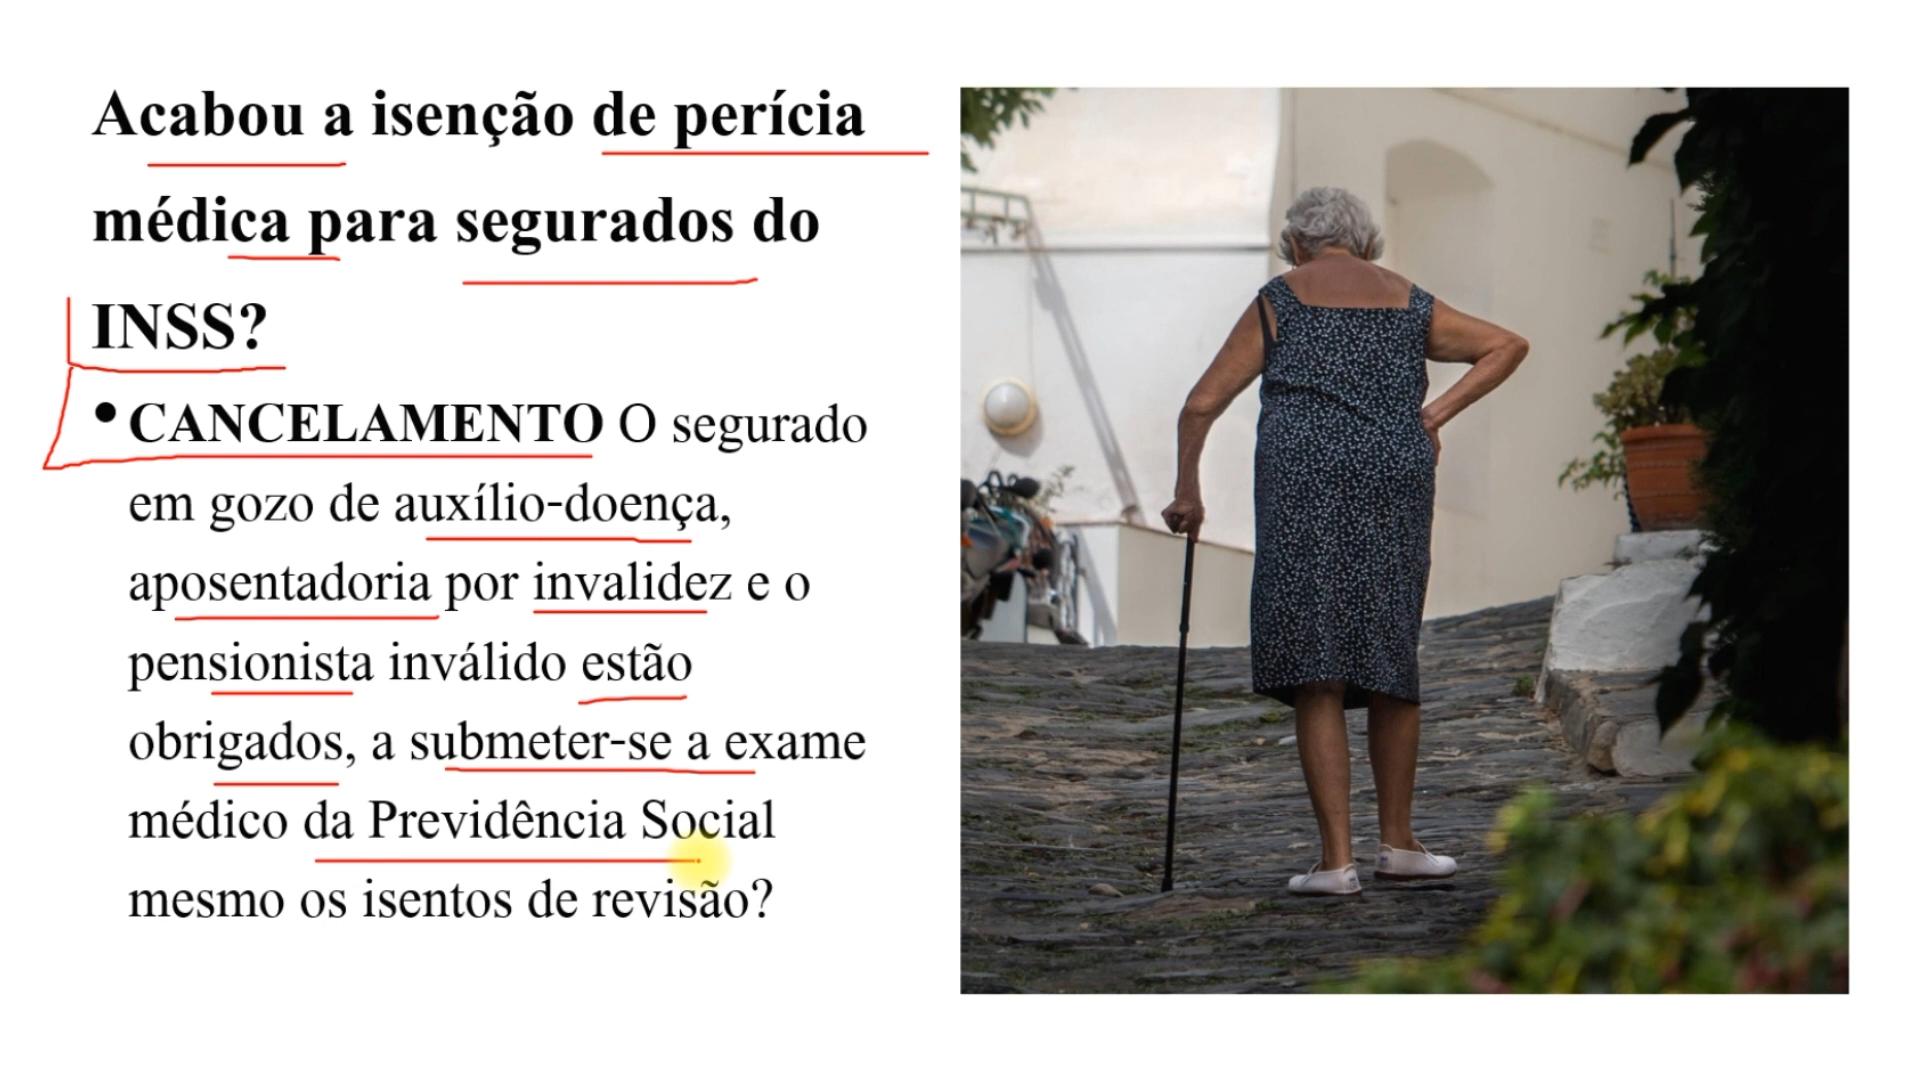 Acabou a isenção de perícia
médica para segurados do
INSS?
• CANCELAMENTO O segurado
em gozo de auxílio-doença,
aposentadoria por invalidez e o
pensionista inválido estão
obrigados, a submeter-se a exame
médico da Previdência Social
mesmo os isentos de revisão?